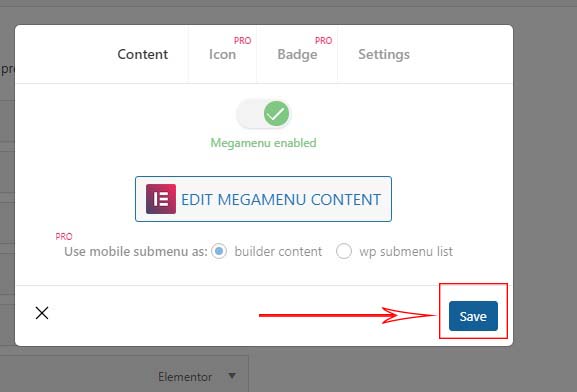 PRO
PRO
Content Icon Badge Settings
pro
Megamenu enabled
EDIT MEGAMENU CONTENT
PRO
Use mobile submenu as: builder content wp submenu list
Save
Elementor